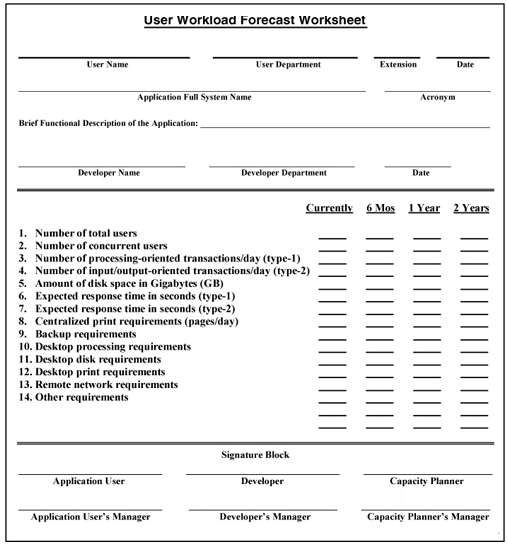 User Workload Forecast Worksheet
User Name User Department Extension Date
Application Full System Name Acronym
Brief Functional Description of the Application:
Developer Name Developer Department Date
Currently 6 Mos 1 Year 2 Years
1. Number of total users
2. Number of concurrent users
3. Number of processing-oriented transactions/day (type-1)
4. Number of input/output-oriented transactions/day (type-2)
5. Amount of disk space in Gigabytes (GB)
6. Expected response time in seconds (type-1)
7. Expected response time in seconds (type-2)
8. Centralized print requirements (pages/day)
9. Backup requirements
10. Desktop processing requirements
11. Desktop disk requirements
12. Desktop print requirements
13. Remote network requirements
14. Other requirements
Signature Block
Application User Developer Capacity Planner
Application User's Manager Developer's Manager Capacity Planner's Manager